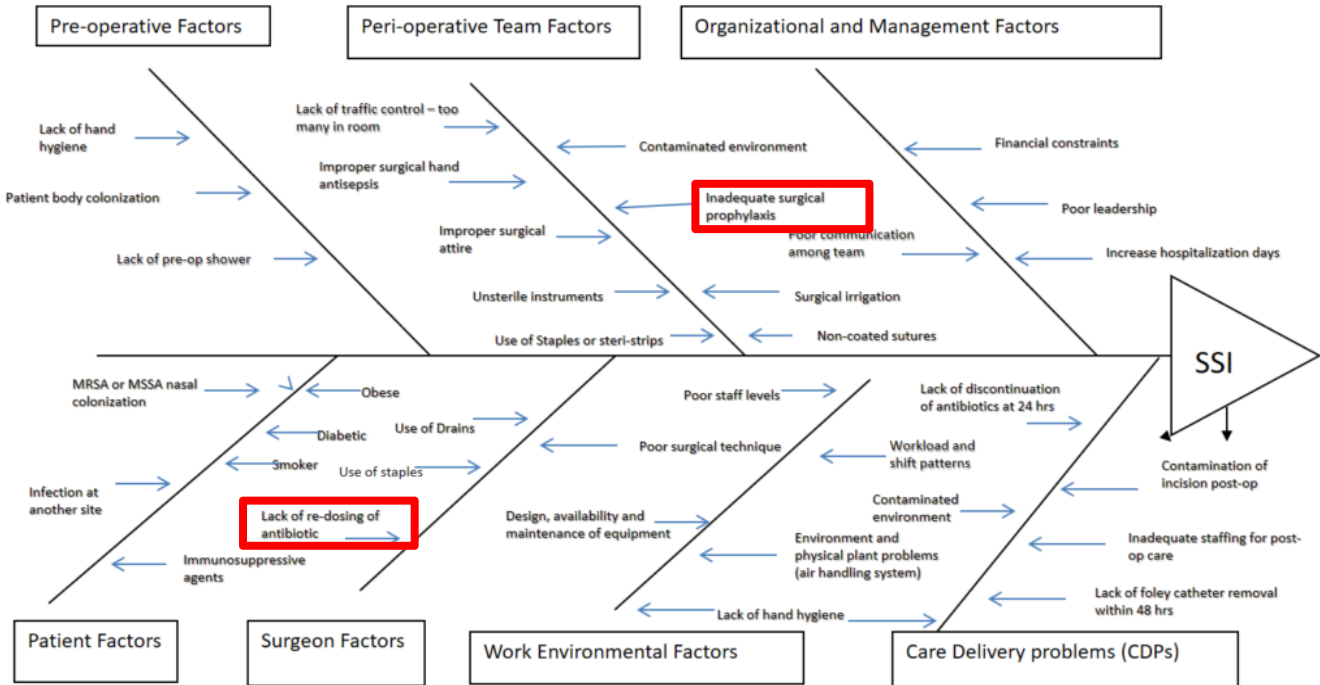 Pre-operative Factors
Peri-operative Team Factors
Organizational and Management Factors
Lack of hand
hygiene
Patient body colonization
Lack of pre-op shower
Lack of traffic control – too
many in room
Improper surgical hand
antisepsis
Improper surgical
attire
Unsterile instruments
Use of Staples or steri-strips
Contaminated environment
Inadequate surgical
prophylaxis
Surgical irrigation
Non-coated sutures
Poor communication
among team
Financial constraints
Poor leadership
Increase hospitalization days
SSI
MRSA or MSSA nasal
colonization
Infection at
another site
Obese
Diabetic
Smoker
Immunosuppressive
agents
Use of Drains
Use of staples
Lack of re-dosing of
antibiotic
Poor surgical technique
Poor staff levels
Design, availability and
maintenance of equipment
Workload and
shift patterns
Environment and
physical plant problems
(air handling system)
Lack of hand hygiene
Lack of discontinuation
of antibiotics at 24 hrs
Contaminated
environment
Contamination of
incision post-op
Inadequate staffing for post-
op care
Lack of foley catheter removal
within 48 hrs
Patient Factors
Surgeon Factors
Work Environmental Factors
Care Delivery problems (CDPs)